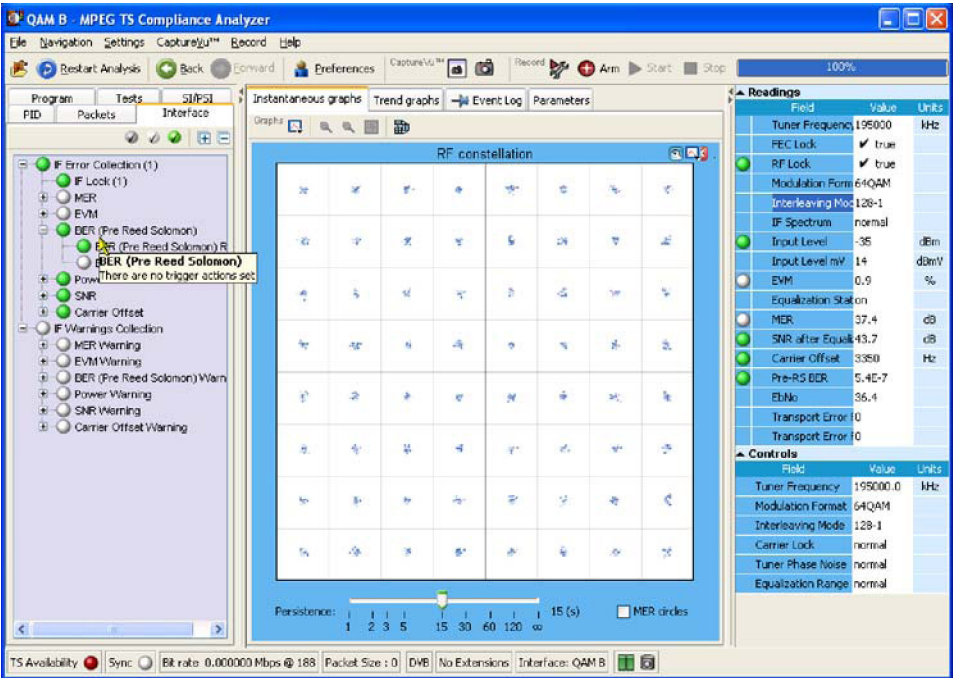 QAM B - MPEG TS Compliance Analyzer
File Navigation Settings CaptureVu™ Record Help
Restart Analysis Back Forward Preferences CaptureVu™ Record Arm Start Stop 100%
Program Tests SI/PSI
PID Packets Interface
IF Error Collection (1)
IF Lock (1)
MER
EVM
BER (Pre Reed Solomon)
BER (Pre Reed Solomon) R
BER (Pre Reed Solomon)
There are no trigger actions set
SNR
Carrier Offset
IF Warnings Collection
MER Warning
EVM Warning
BER (Pre Reed Solomon) Warn
Power Warning
SNR Warning
Carrier Offset Warning
Instantaneous graphs Trend graphs Event Log Parameters
Graphs
RF constellation
Persistence: 15 (s) MER circles
1 2 3 5 15 30 60 120 ∞
Readings
Field Value Units
Tuner Frequency 195000 kHz
FEC Lock true
RF Lock true
Modulation Form 64QAM
Interleaving Moc 128-1
IF Spectrum normal
Input Level -35 dBm
Input Level mV 14 dBmV
EVM 0.9 %
Equalization Stat on
MER 37.4 dB
SNR after Equali 43.7 dB
Carrier Offset 3350 Hz
Pre-RS BER 5.4E-7
EbNo 36.4
Transport Error F 0
Transport Error F 0
Controls
Field Value Units
Tuner Frequency 195000.0 kHz
Modulation Format 64QAM
Interleaving Mode 128-1
Carrier Lock normal
Tuner Phase Noise normal
Equalization Range normal
TS Availability Sync Bit rate 0.000000 Mbps @ 188 Packet Size : 0 DVB No Extensions Interface: QAM B